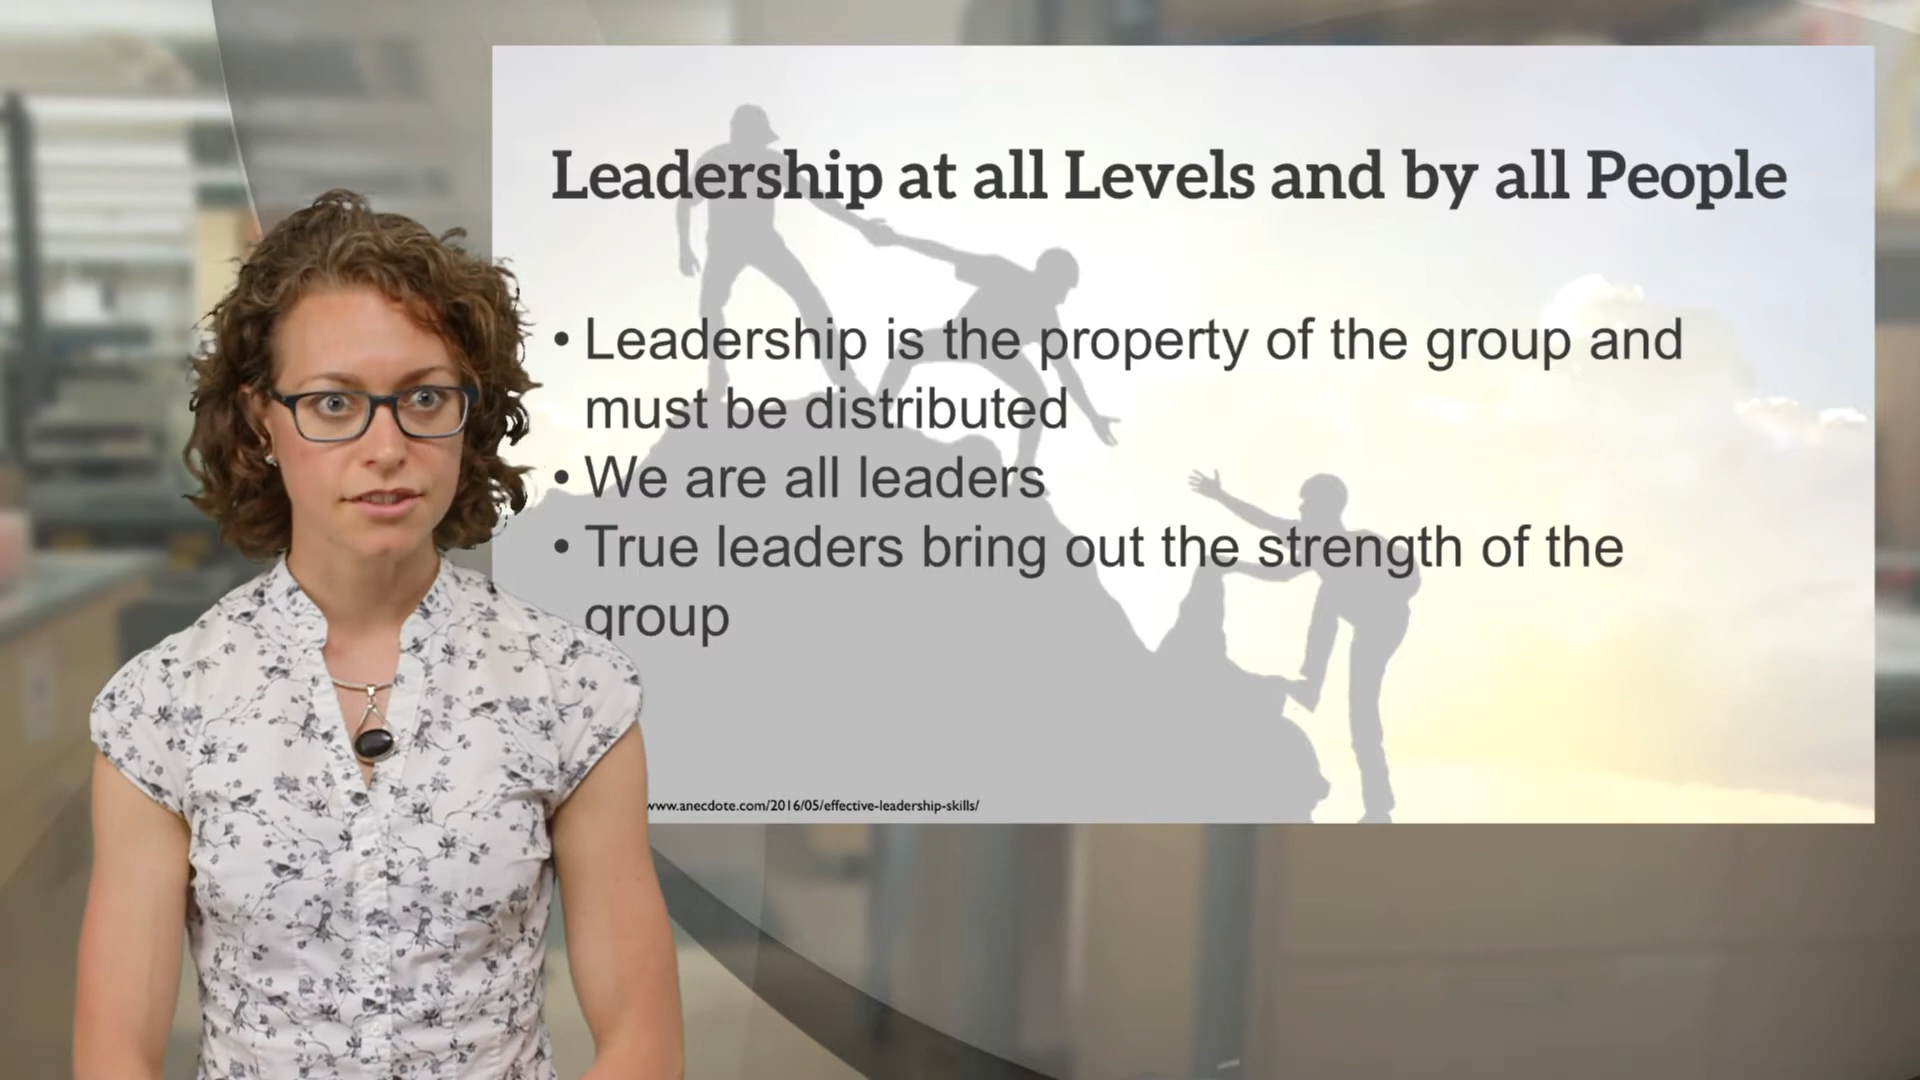 Leadership at all Levels and by all People
• Leadership is the property of the group and
must be distributed
• We are all leaders
• True leaders bring out the strength of the
group
www.anecdote.com/2016/05/effective-leadership-skills/